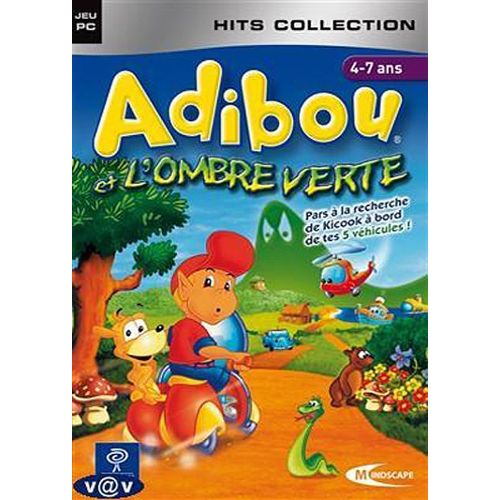 JEU
PC
HITS COLLECTION
4-7 ans
Adibou®
et L'OMBRE VERTE
Pars à la recherche
de Kicook à bord
de tes 5 véhicules !
v@v
MINDSCAPE